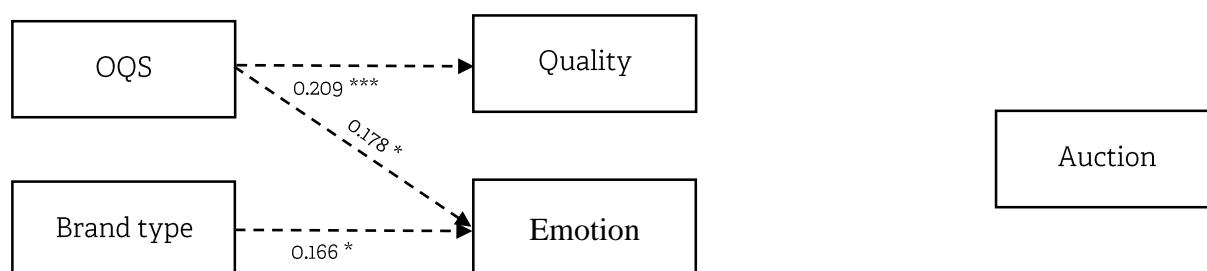 OQS
Quality
0.209 ***
0.178 *
Auction
Brand type
Emotion
0.166 *